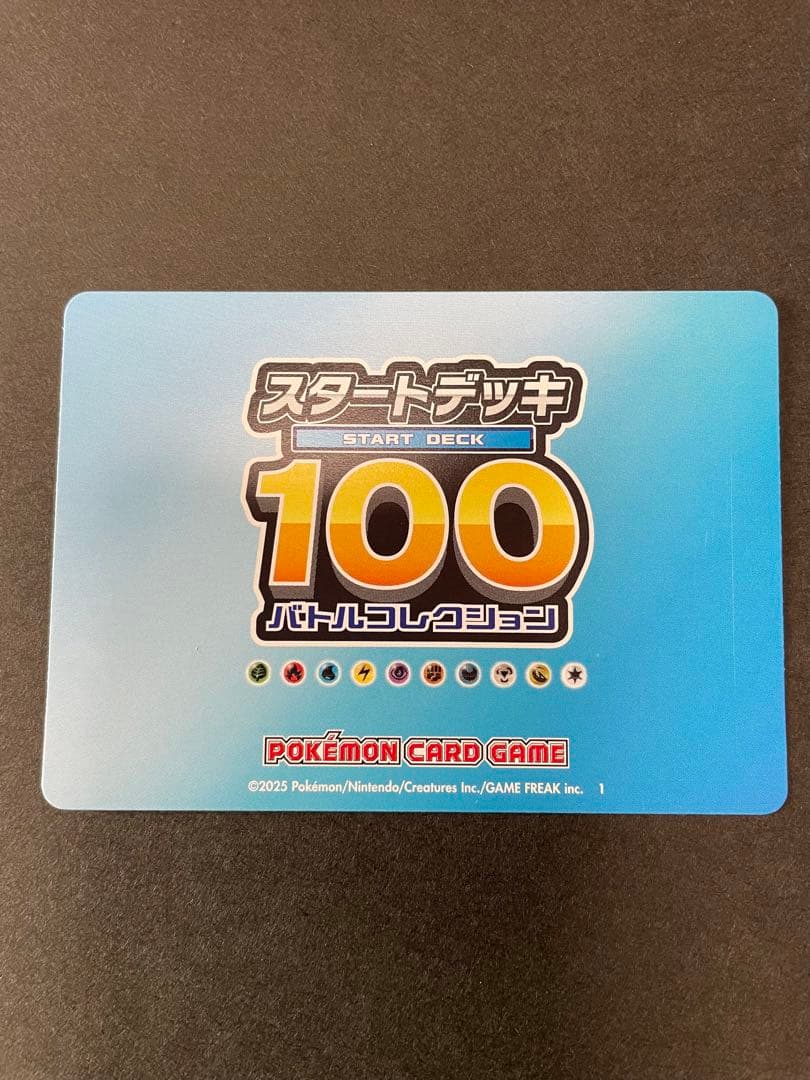 スタートデッキ
START DECK
100
バトルコレクション
POKÉMON CARD GAME
©2025 Pokémon/Nintendo/Creatures Inc./GAME FREAK inc. 1